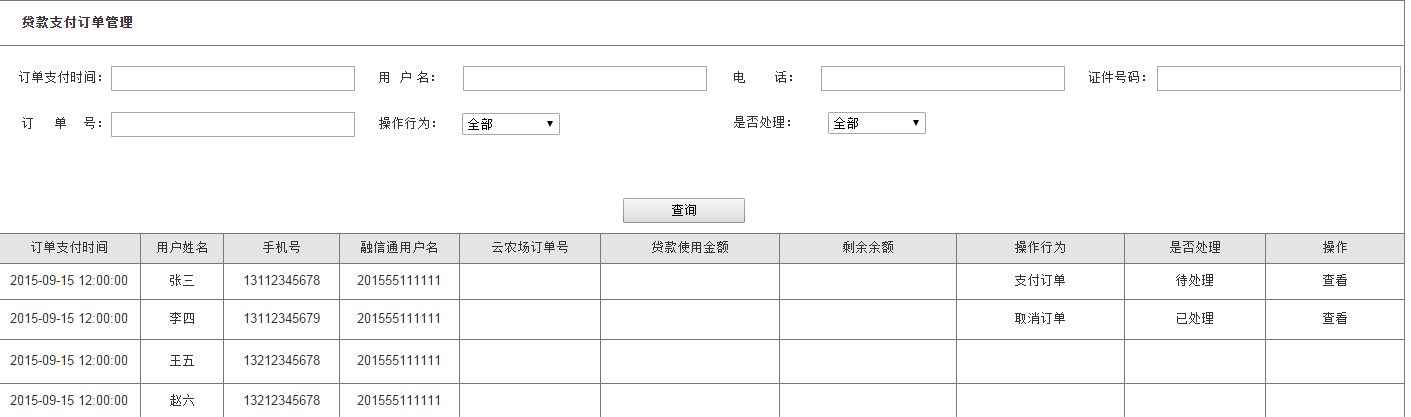 贷款支付订单管理
订单支付时间： 用 户 名： 电 话： 证件号码：
订 单 号： 操作行为： 全部 是否处理： 全部
查询
订单支付时间 用户姓名 手机号 融信通用户名 云农场订单号 贷款使用金额 剩余余额 操作行为 是否处理 操作
2015-09-15 12:00:00 张三 13112345678 201555111111 支付订单 待处理 查看
2015-09-15 12:00:00 李四 13112345679 201555111111 取消订单 已处理 查看
2015-09-15 12:00:00 王五 13212345678 201555111111
2015-09-15 12:00:00 赵六 13212345678 201555111111